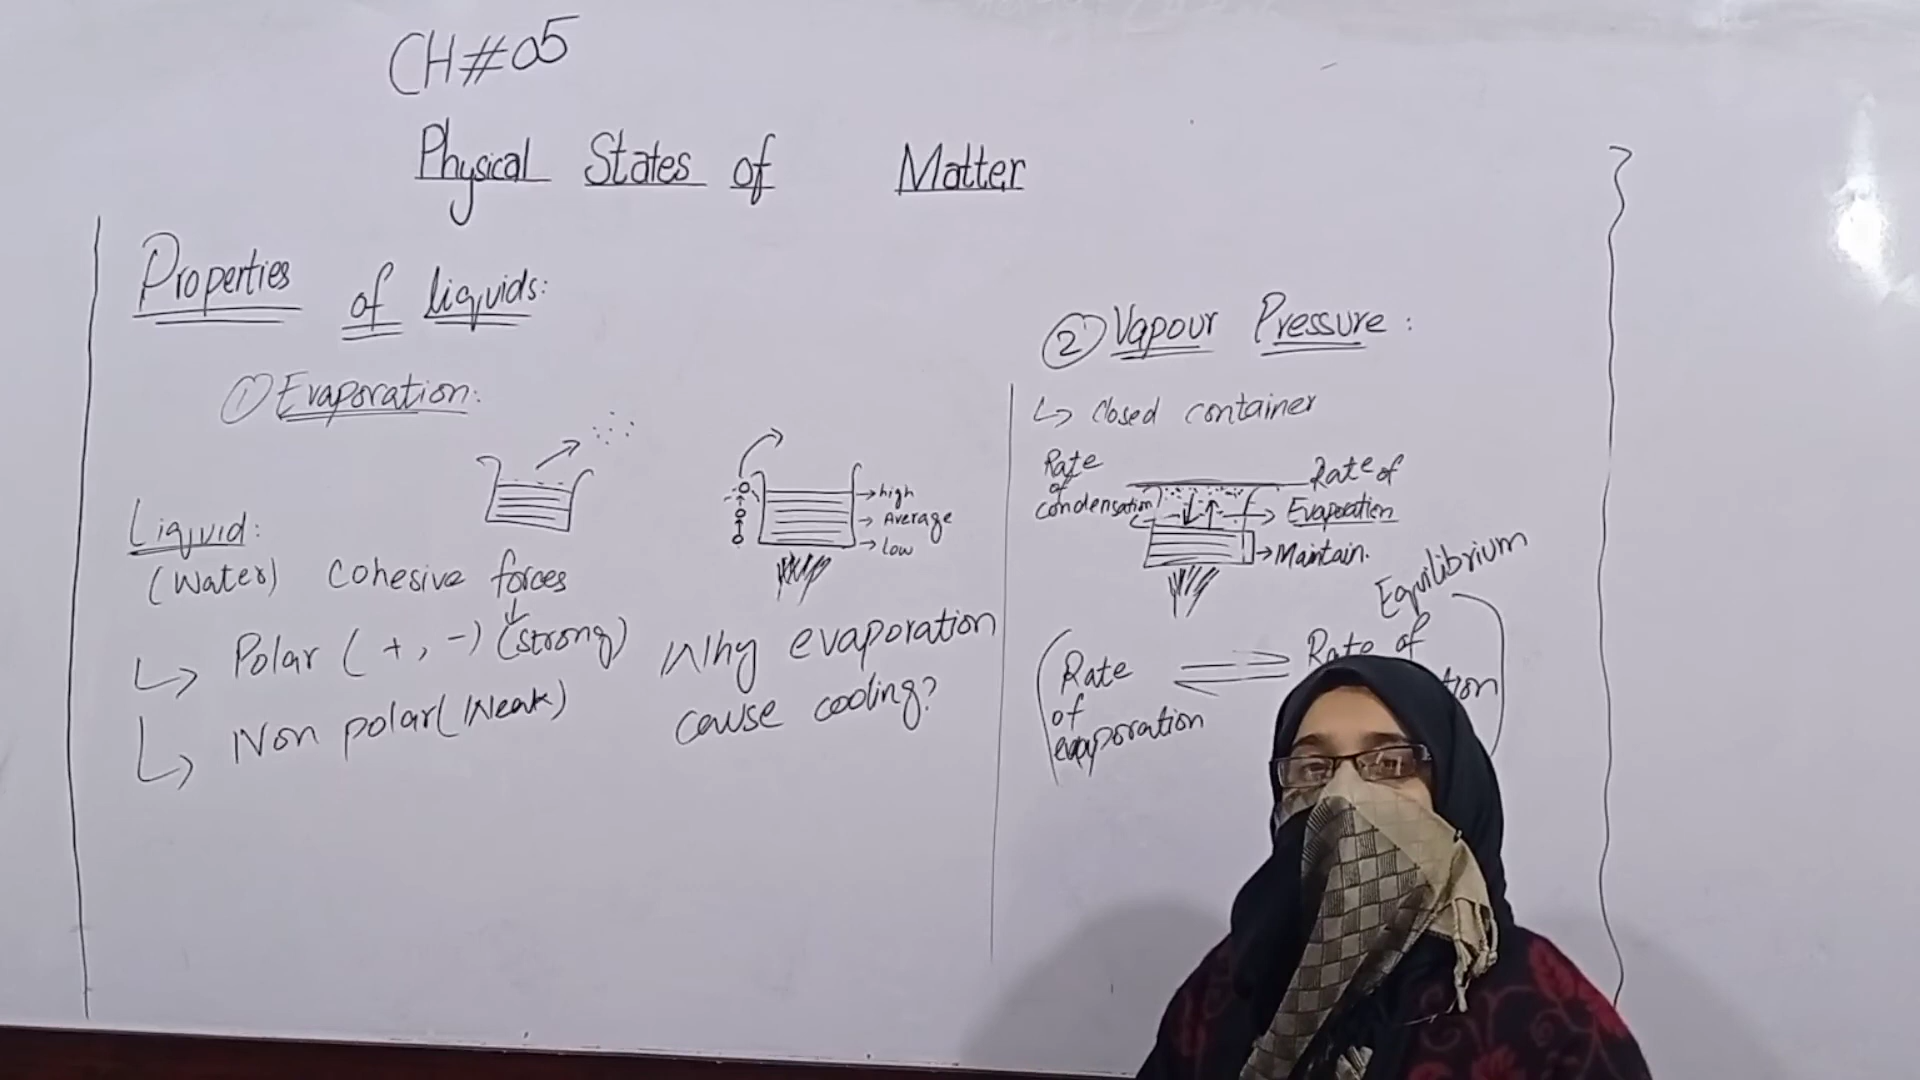 CH#05
Physical States of Matter
Properties of liquids:
① Evaporation:
high
Average
low
Liquid:
(Water) Cohesive forces
Polar (+, -) (strong)
Non polar (Weak)
Why evaporation
cause cooling?
② Vapour Pressure:
Closed container
Rate
of
condensation
Rate of
Evaporation
Maintain.
Equilibrium
Rate
of
evaporation
Rate of